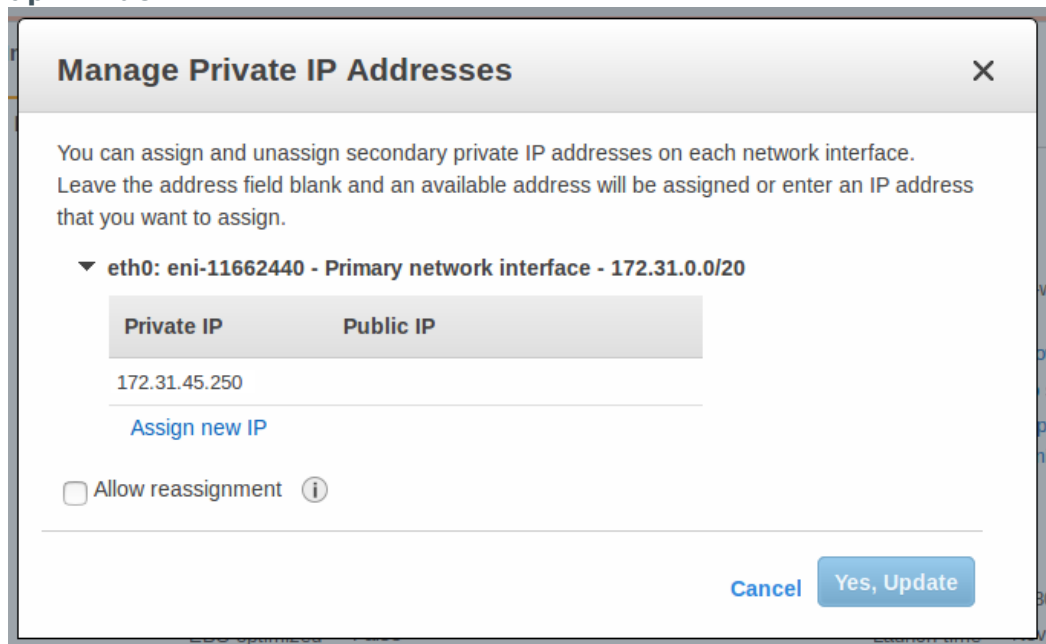 Manage Private IP Addresses
You can assign and unassign secondary private IP addresses on each network interface.
Leave the address field blank and an available address will be assigned or enter an IP address
that you want to assign.
eth0: eni-11662440 - Primary network interface - 172.31.0.0/20
Private IP Public IP
172.31.45.250
Assign new IP
Allow reassignment
Cancel Yes, Update